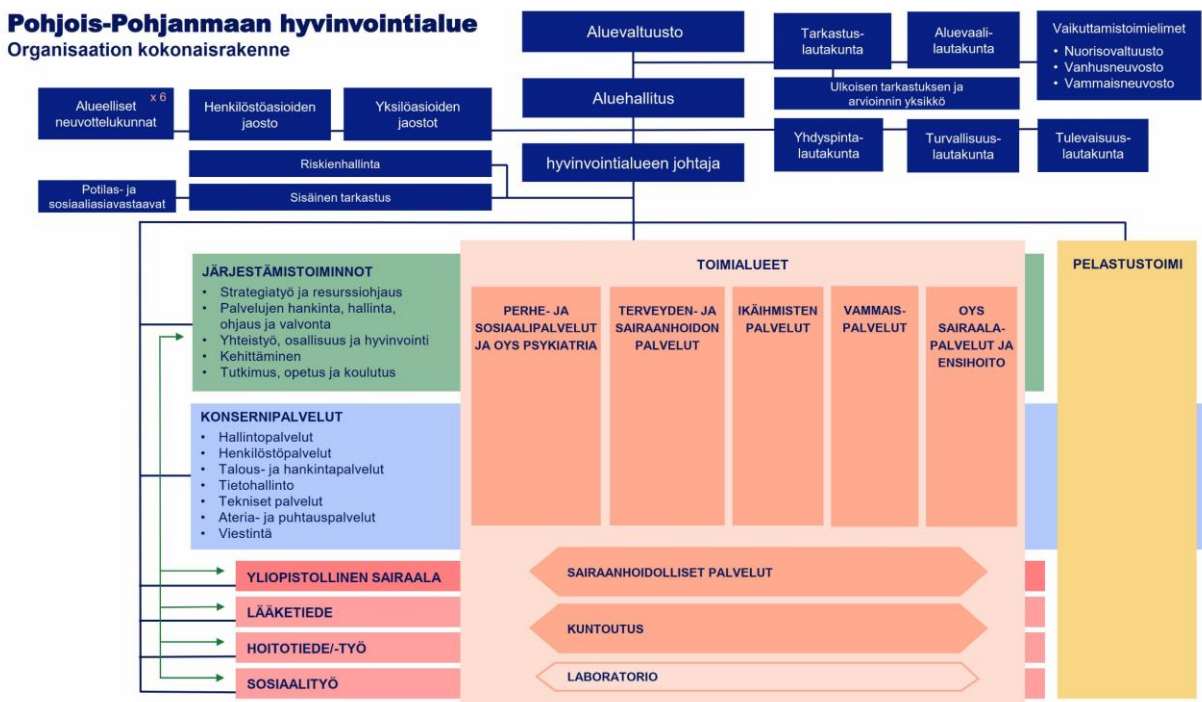 Pohjois-Pohjanmaan hyvinvointialue
Organisaation kokonaisrakenne
Aluevaltuusto
Tarkastus-
lautakunta
Aluevaali-
lautakunta
Vaikuttamistoimielimet
• Nuorisovaltuusto
• Vanhusneuvosto
• Vammaisneuvosto
Ulkoisen tarkastuksen ja
arvioinnin yksikkö
Alueelliset
neuvottelukunnat
x 6
Henkilöstöasioiden
jaosto
Yksilöasioiden
jaostot
Aluehallitus
Yhdyspinta-
lautakunta
Turvallisuus-
lautakunta
Tulevaisuus-
lautakunta
Riskienhallinta
hyvinvointialueen johtaja
Potilas- ja
sosiaaliasiavastaavat
Sisäinen tarkastus
JÄRJESTÄMISTOIMINNOT
• Strategiatyö ja resurssiohjaus
• Palvelujen hankinta, hallinta,
ohjaus ja valvonta
• Yhteistyö, osallisuus ja hyvinvointi
• Kehittäminen
• Tutkimus, opetus ja koulutus
KONSERNIPALVELUT
• Hallintopalvelut
• Henkilöstöpalvelut
• Talous- ja hankintapalvelut
• Tietohallinto
• Tekniset palvelut
• Ateria- ja puhtauspalvelut
• Viestintä
YLIOPISTOLLINEN SAIRAALA
LÄÄKETIEDE
HOITOTIEDE/-TYÖ
SOSIAALITYÖ
TOIMIALUEET
PERHE- JA
SOSIAALIPALVELUT
JA OYS PSYKIATRIA
TERVEYDEN- JA
SAIRAANHOIDON
PALVELUT
IKÄIHMISTEN
PALVELUT
VAMMAIS-
PALVELUT
OYS
SAIRAALA-
PALVELUT JA
ENSIHOITO
SAIRAANHOIDOLLISET PALVELUT
KUNTOUTUS
LABORATORIO
PELASTUSTOIMI